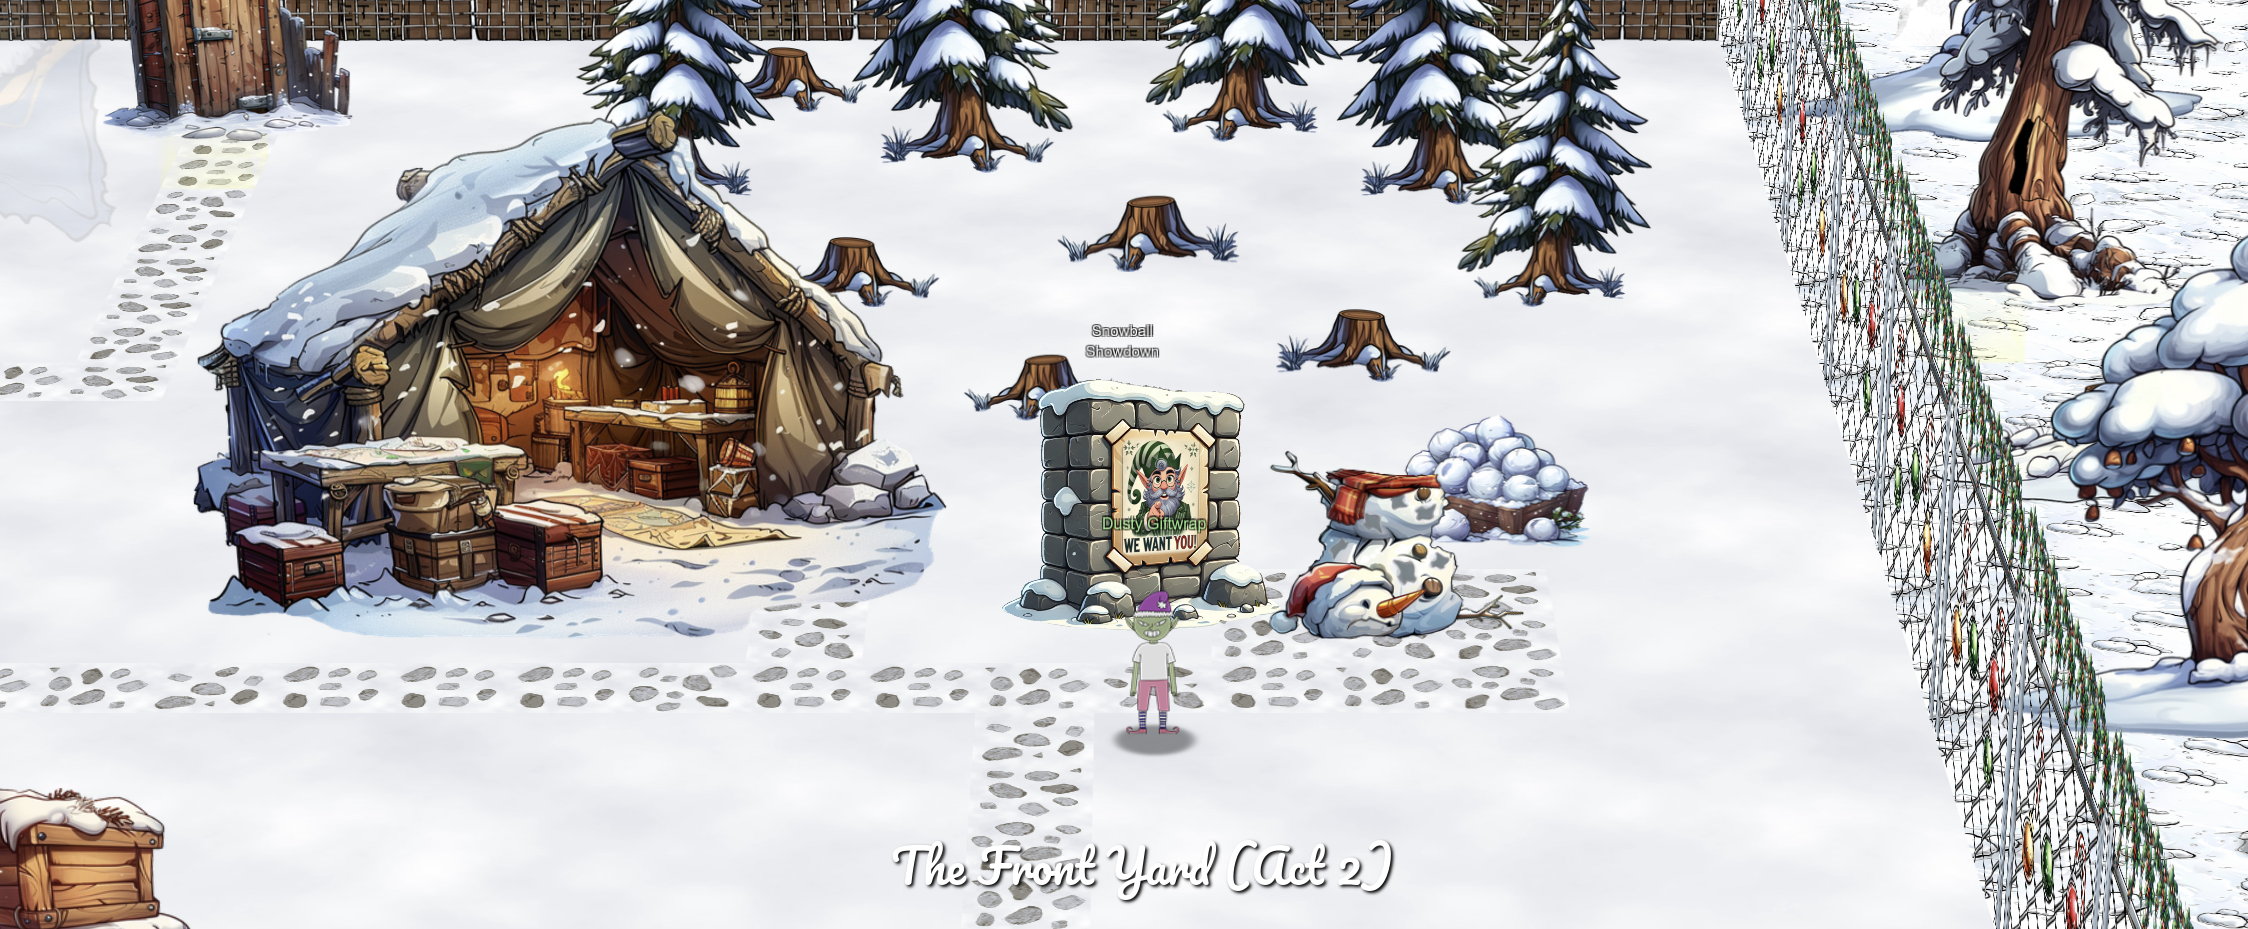 Snowball
Showdown
Dusty Giftwrap
WE WANT YOU!
The Front Yard (Act 2)